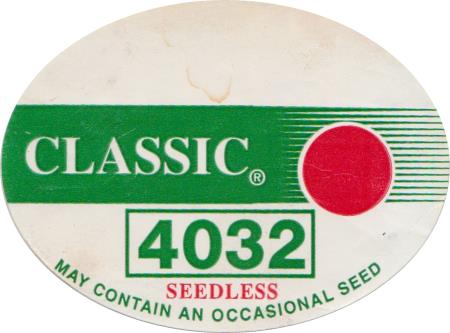 CLASSIC®
4032
SEEDLESS
MAY CONTAIN AN OCCASIONAL SEED